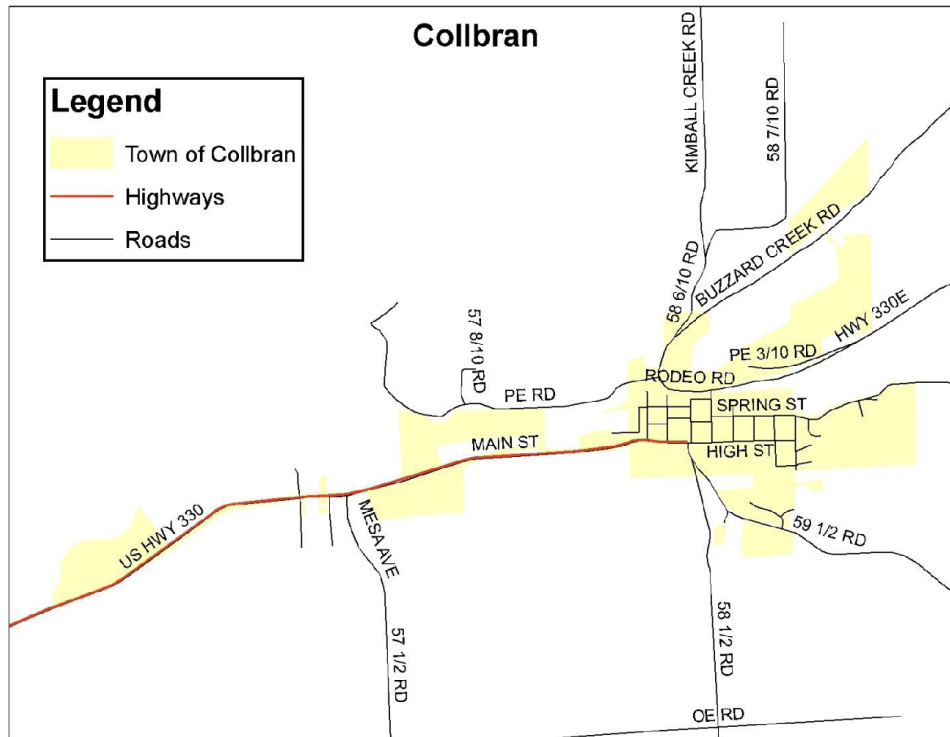 Collbran
Legend
Town of Collbran
Highways
Roads
KIMBALL CREEK RD
58 7/10 RD
58 6/10 RD
BUZZARD CREEK RD
HWY 330E
PE 3/10 RD
RODEO RD
57 8/10 RD
PE RD
SPRING ST
MAIN ST
HIGH ST
US HWY 330
MESA AVE
59 1/2 RD
57 1/2 RD
58 1/2 RD
OE RD